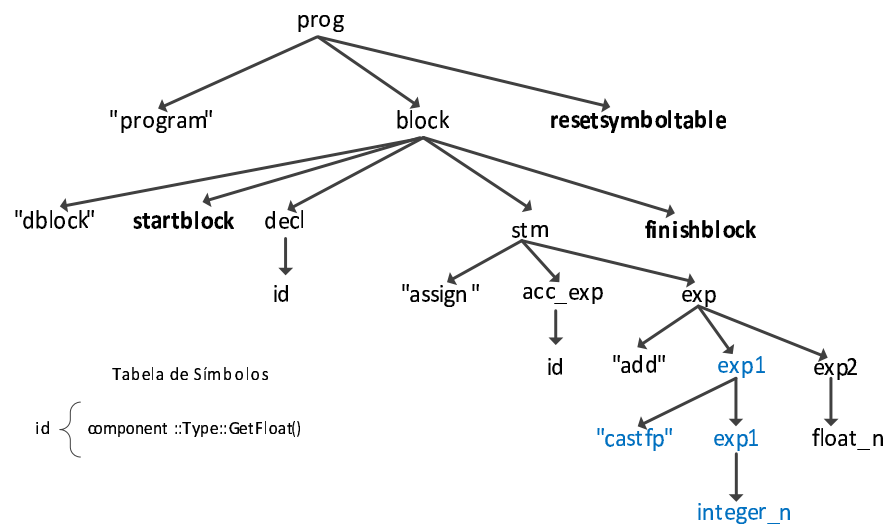 prog
"program" block resetsymboltable
"dblock" startblock decl stm finishblock
id "assign" acc_exp exp
id "add" exp1 exp2
Tabela de Símbolos
id { component ::Type::GetFloat()
"castfp" exp1 float_n
integer_n